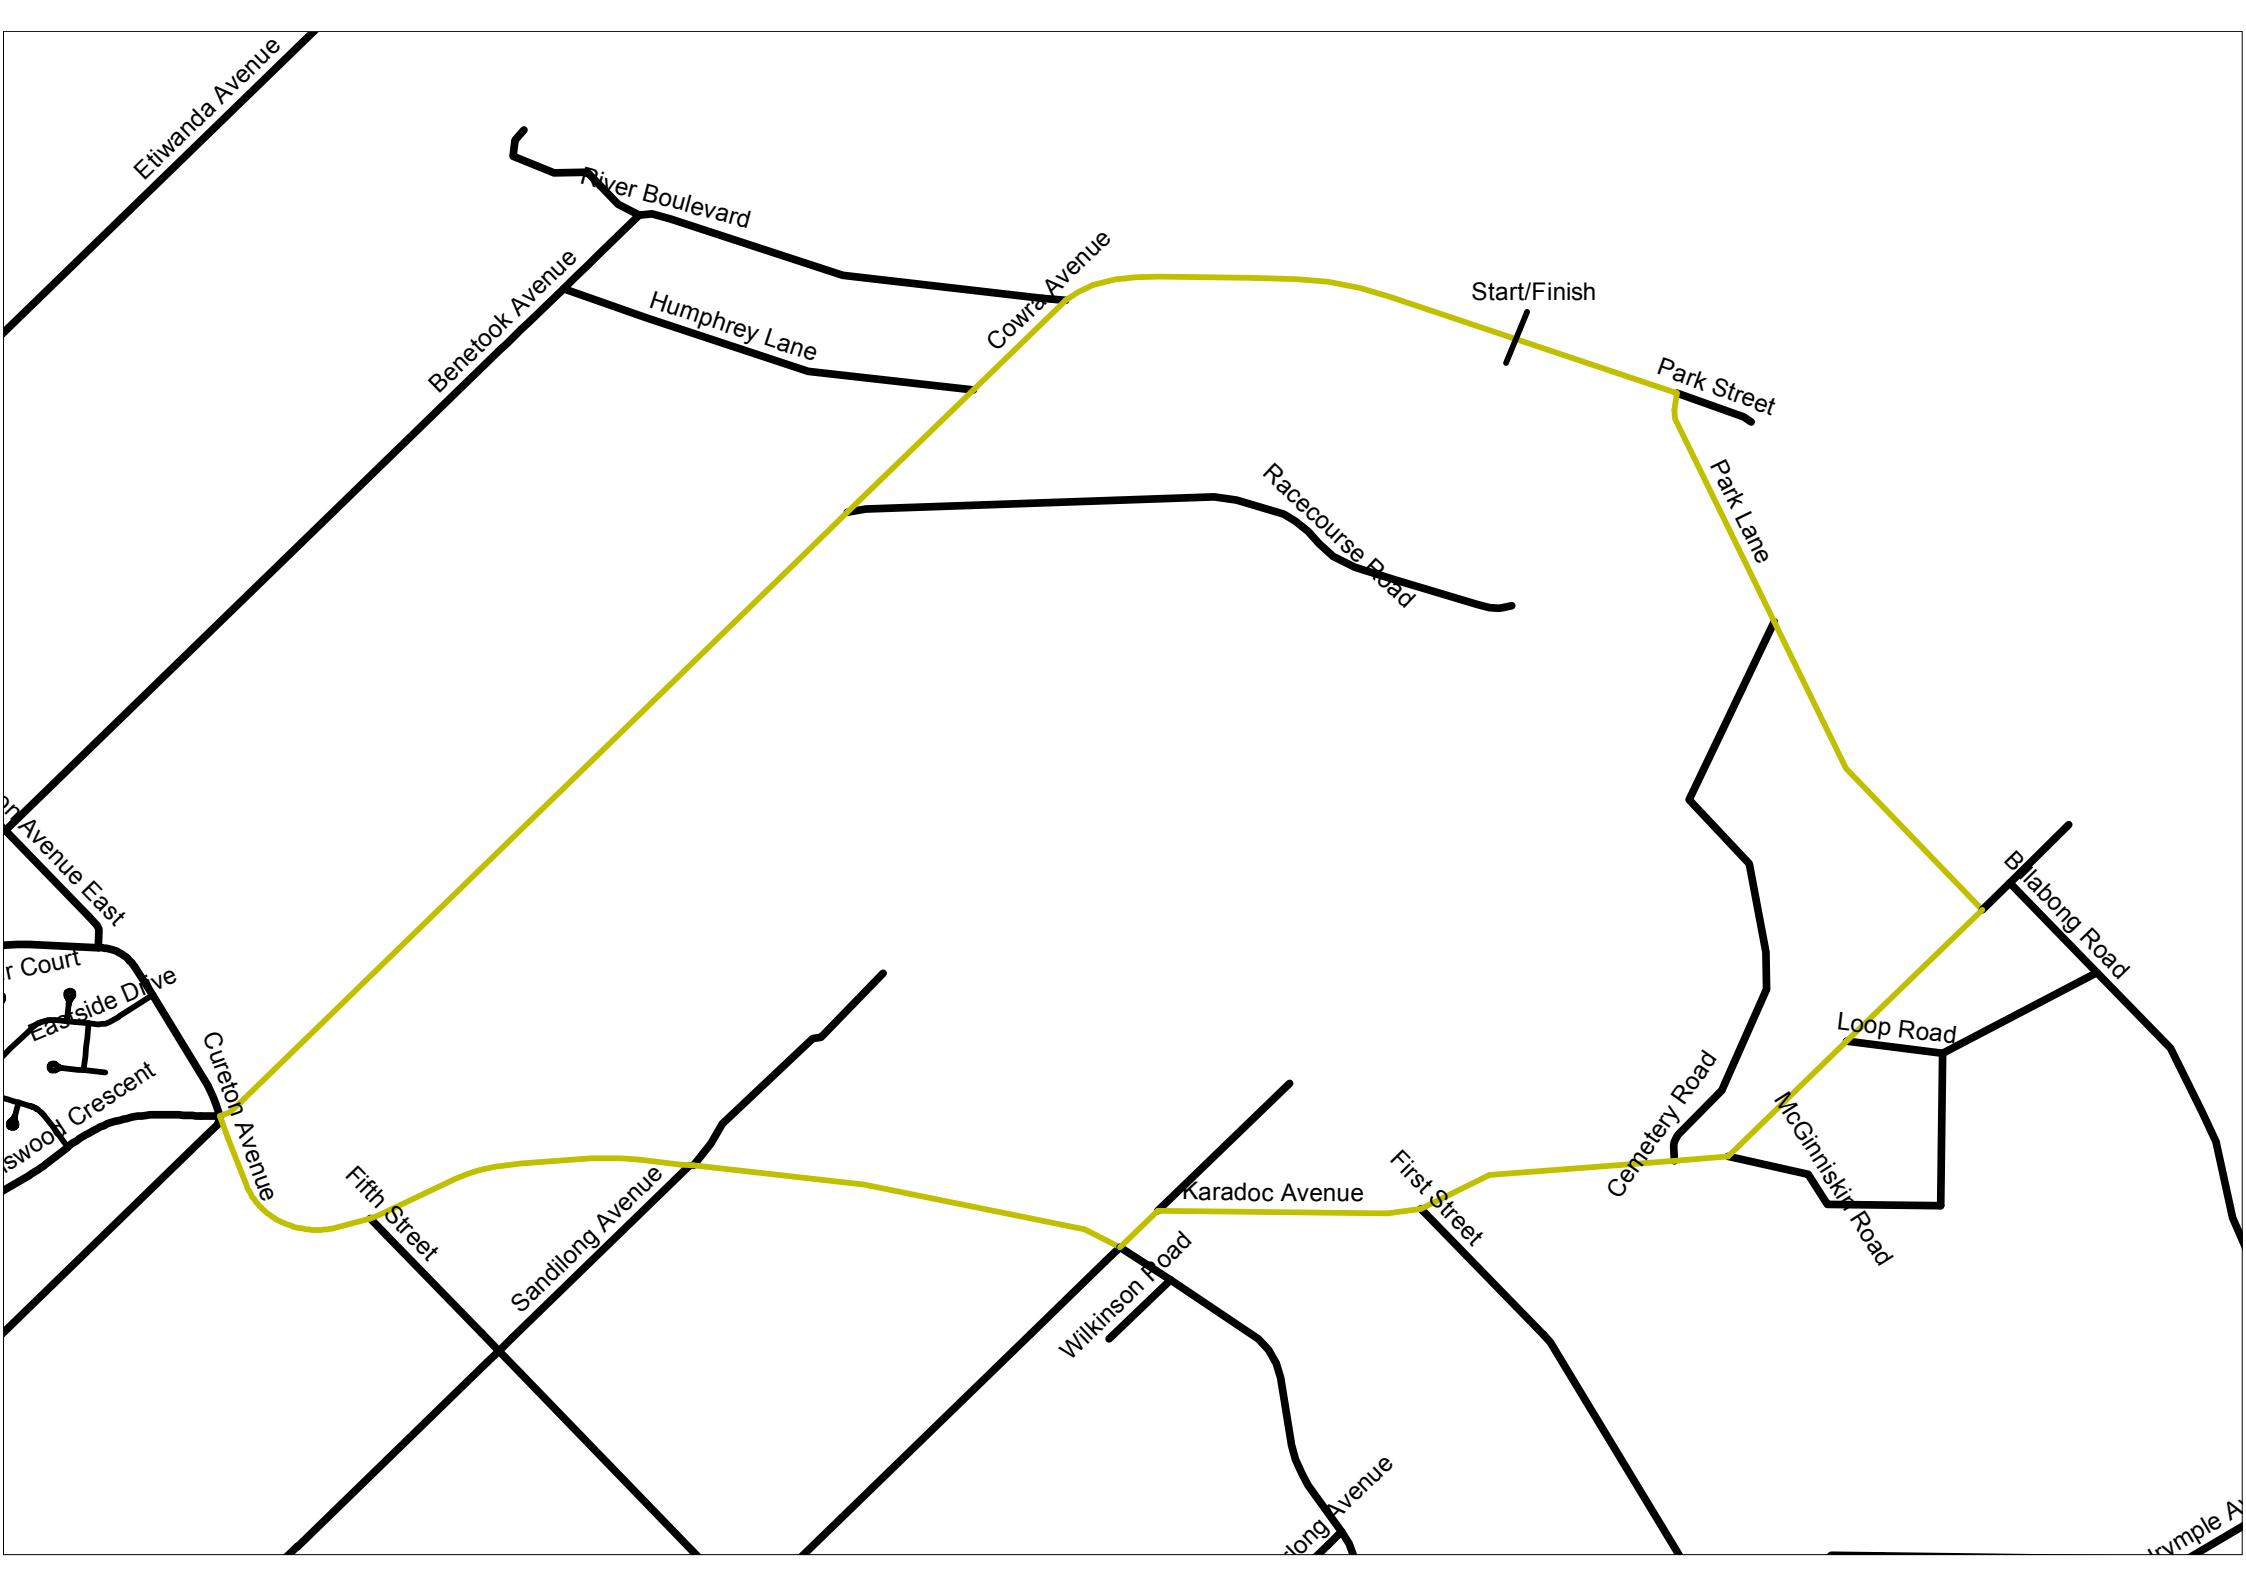 Etiwanda Avenue
River Boulevard
Cowra Avenue
Benetook Avenue
Humphrey Lane
Start/Finish
Park Street
Park Lane
Racecourse Road
Avenue East
Court
Eastside Drive
Crescent
Cureton Avenue
Billabong Road
Loop Road
Cemetery Road
McGinniskin Road
Fifth Street
Sandilong Avenue
Karadoc Avenue
First Street
Wilkinson Road
Avenue